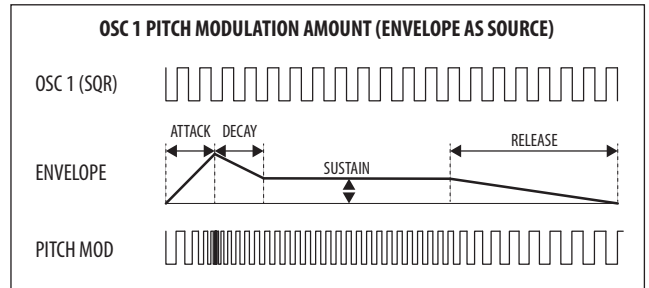 OSC 1 PITCH MODULATION AMOUNT (ENVELOPE AS SOURCE)
OSC 1 (SQR)
ATTACK DECAY RELEASE
ENVELOPE SUSTAIN
PITCH MOD